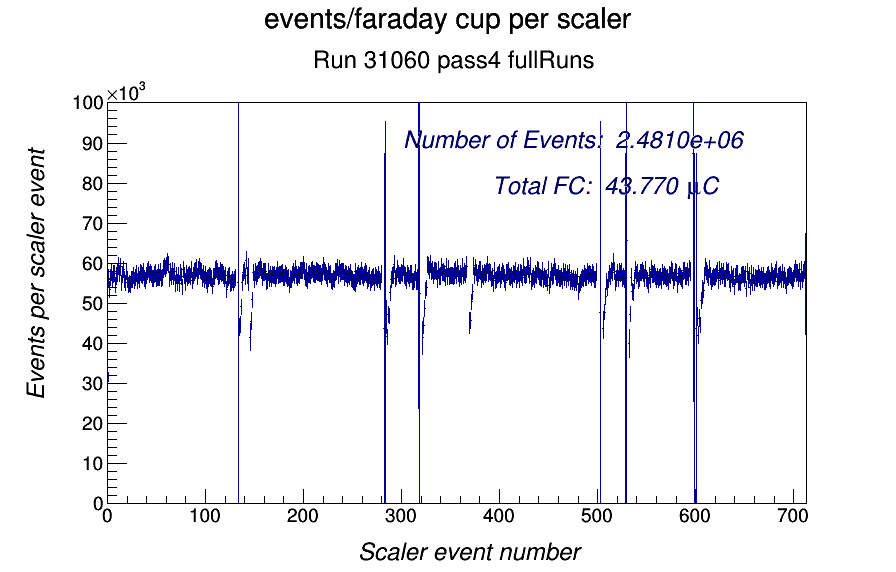 events/faraday cup per scaler
Run 31060 pass4 fullRuns
×10³
100
90
80
70
60
50
40
30
20
10
0
Events per scaler event
Number of Events: 2.4810e+06
Total FC: 43.770 μC
0 100 200 300 400 500 600 700
Scaler event number